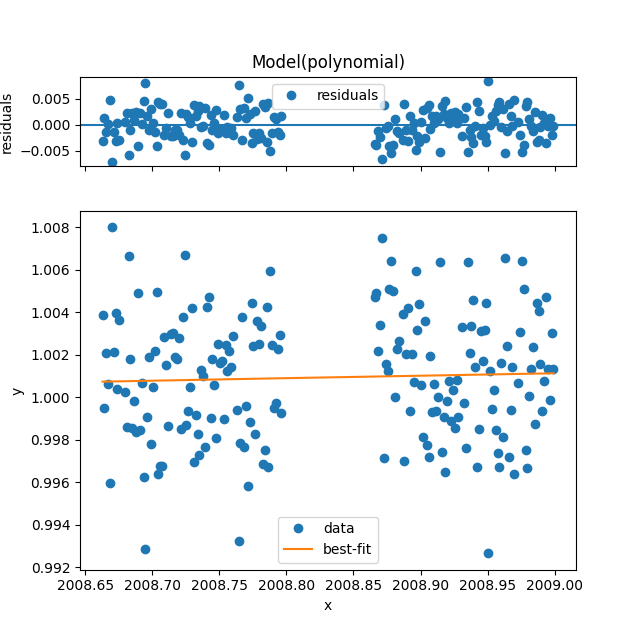 Model(polynomial)
residuals
0.005
0.000
−0.005
residuals
1.008
1.006
1.004
1.002
1.000
0.998
0.996
0.994
0.992
y
data
best-fit
2008.65 2008.70 2008.75 2008.80 2008.85 2008.90 2008.95 2009.00
x